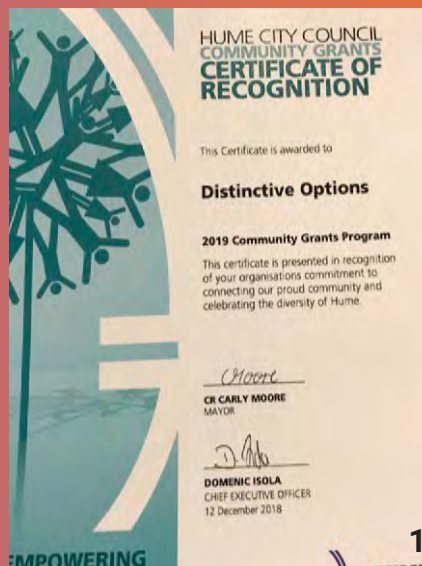 HUME CITY COUNCIL
COMMUNITY GRANTS
CERTIFICATE OF
RECOGNITION
This Certificate is awarded to
Distinctive Options
2019 Community Grants Program
This certificate is presented in recognition
of your organisations commitment to
connecting our proud community and
celebrating the diversity of Hume.
CMoore
CR CARLY MOORE
MAYOR
DOMENIC ISOLA
CHIEF EXECUTIVE OFFICER
12 December 2018
1
EMPOWERING